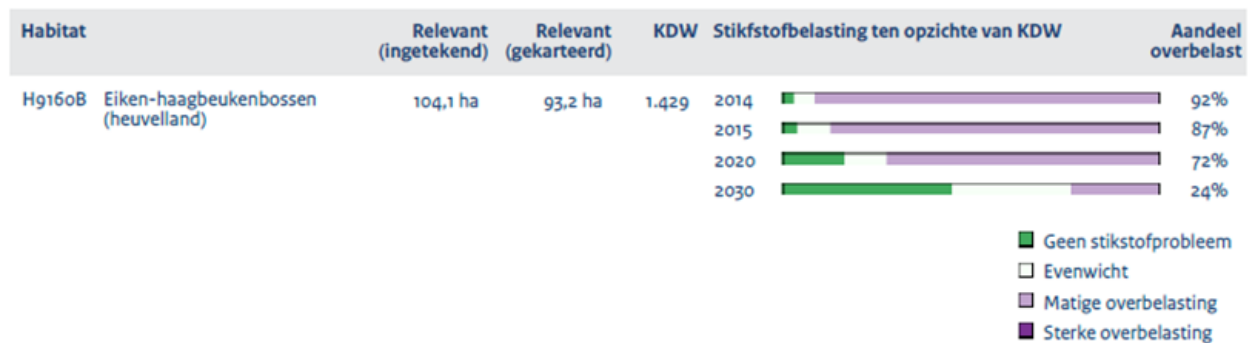 Habitat Relevant Relevant KDW Stikfstofbelasting ten opzichte van KDW Aandeel
(ingetekend) (gekarteerd) overbelast
H9160B Eiken-haagbeukenbossen 104,1 ha 93,2 ha 1.429 2014 92%
(heuvelland)
2015 87%
2020 72%
2030 24%
Geen stikstofprobleem
Evenwicht
Matige overbelasting
Sterke overbelasting